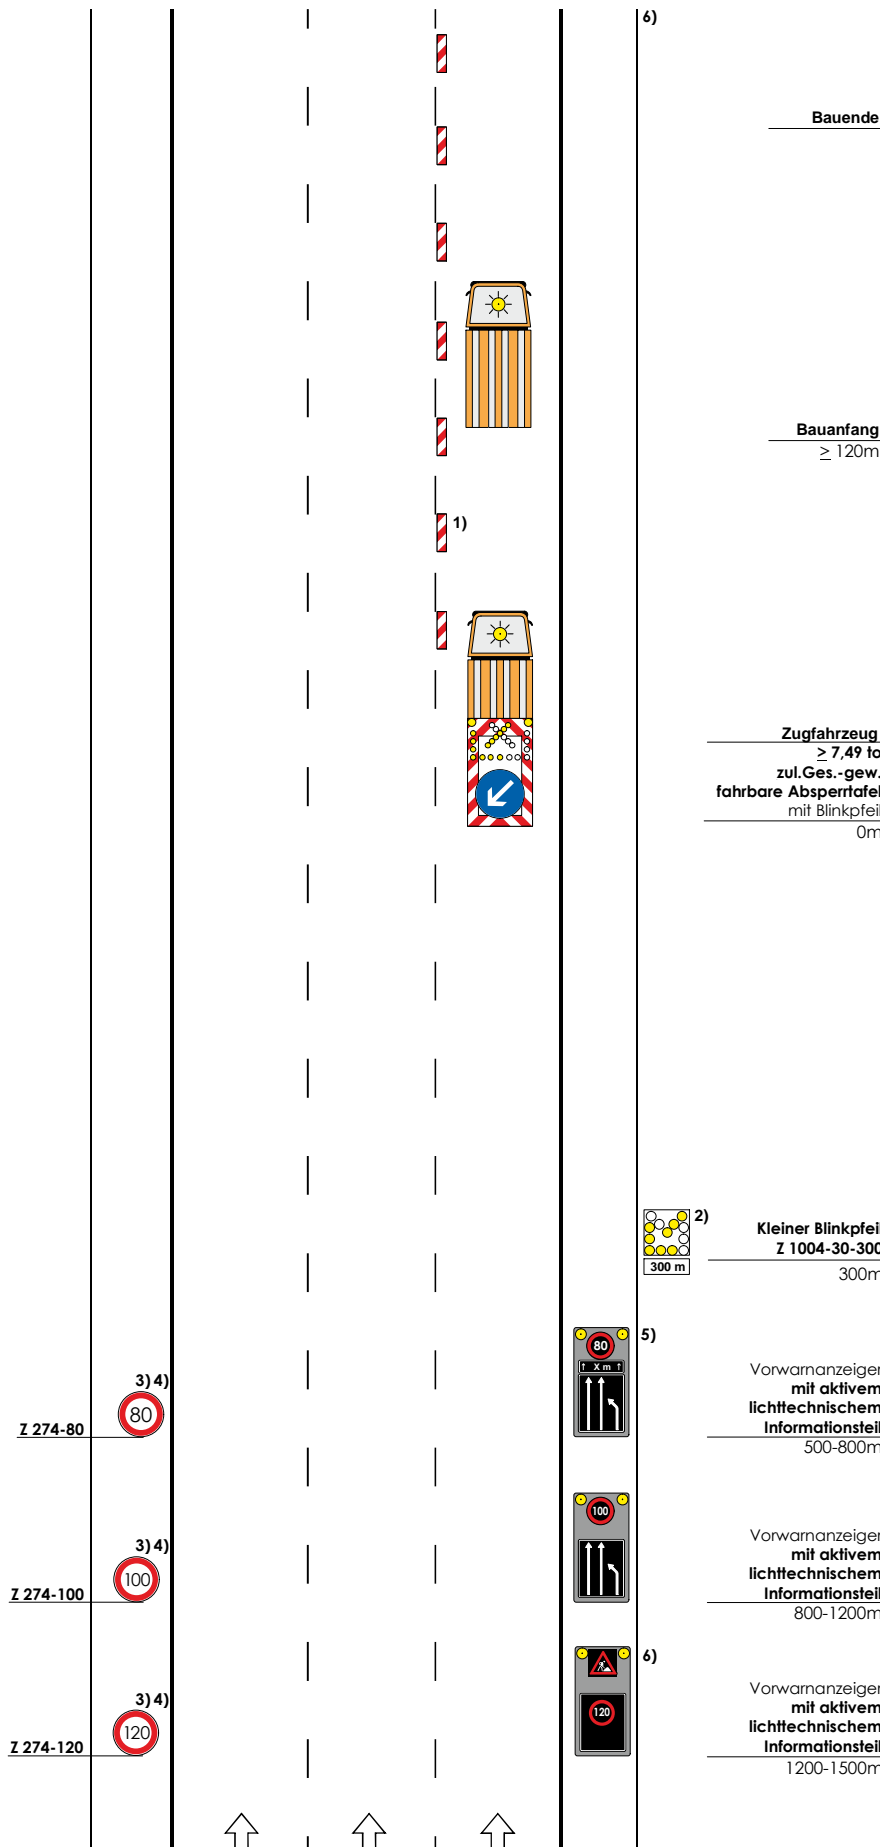 6)
Bauende
Bauanfang
≥ 120m
1)
Zugfahrzeug
≥ 7,49 to
zul.Ges.-gew.
fahrbare Absperrtafel
mit Blinkpfeil
0m
2)
300 m
Kleiner Blinkpfeil
Z 1004-30-300
300m
5)
80
↑ X m ↑
Vorwarnanzeiger
mit aktivem
lichttechnischem
Informationsteil
500-800m
3) 4)
80
Z 274-80
100
Vorwarnanzeiger
mit aktivem
lichttechnischem
Informationsteil
800-1200m
3) 4)
100
Z 274-100
6)
120
Vorwarnanzeiger
mit aktivem
lichttechnischem
Informationsteil
1200-1500m
3) 4)
120
Z 274-120